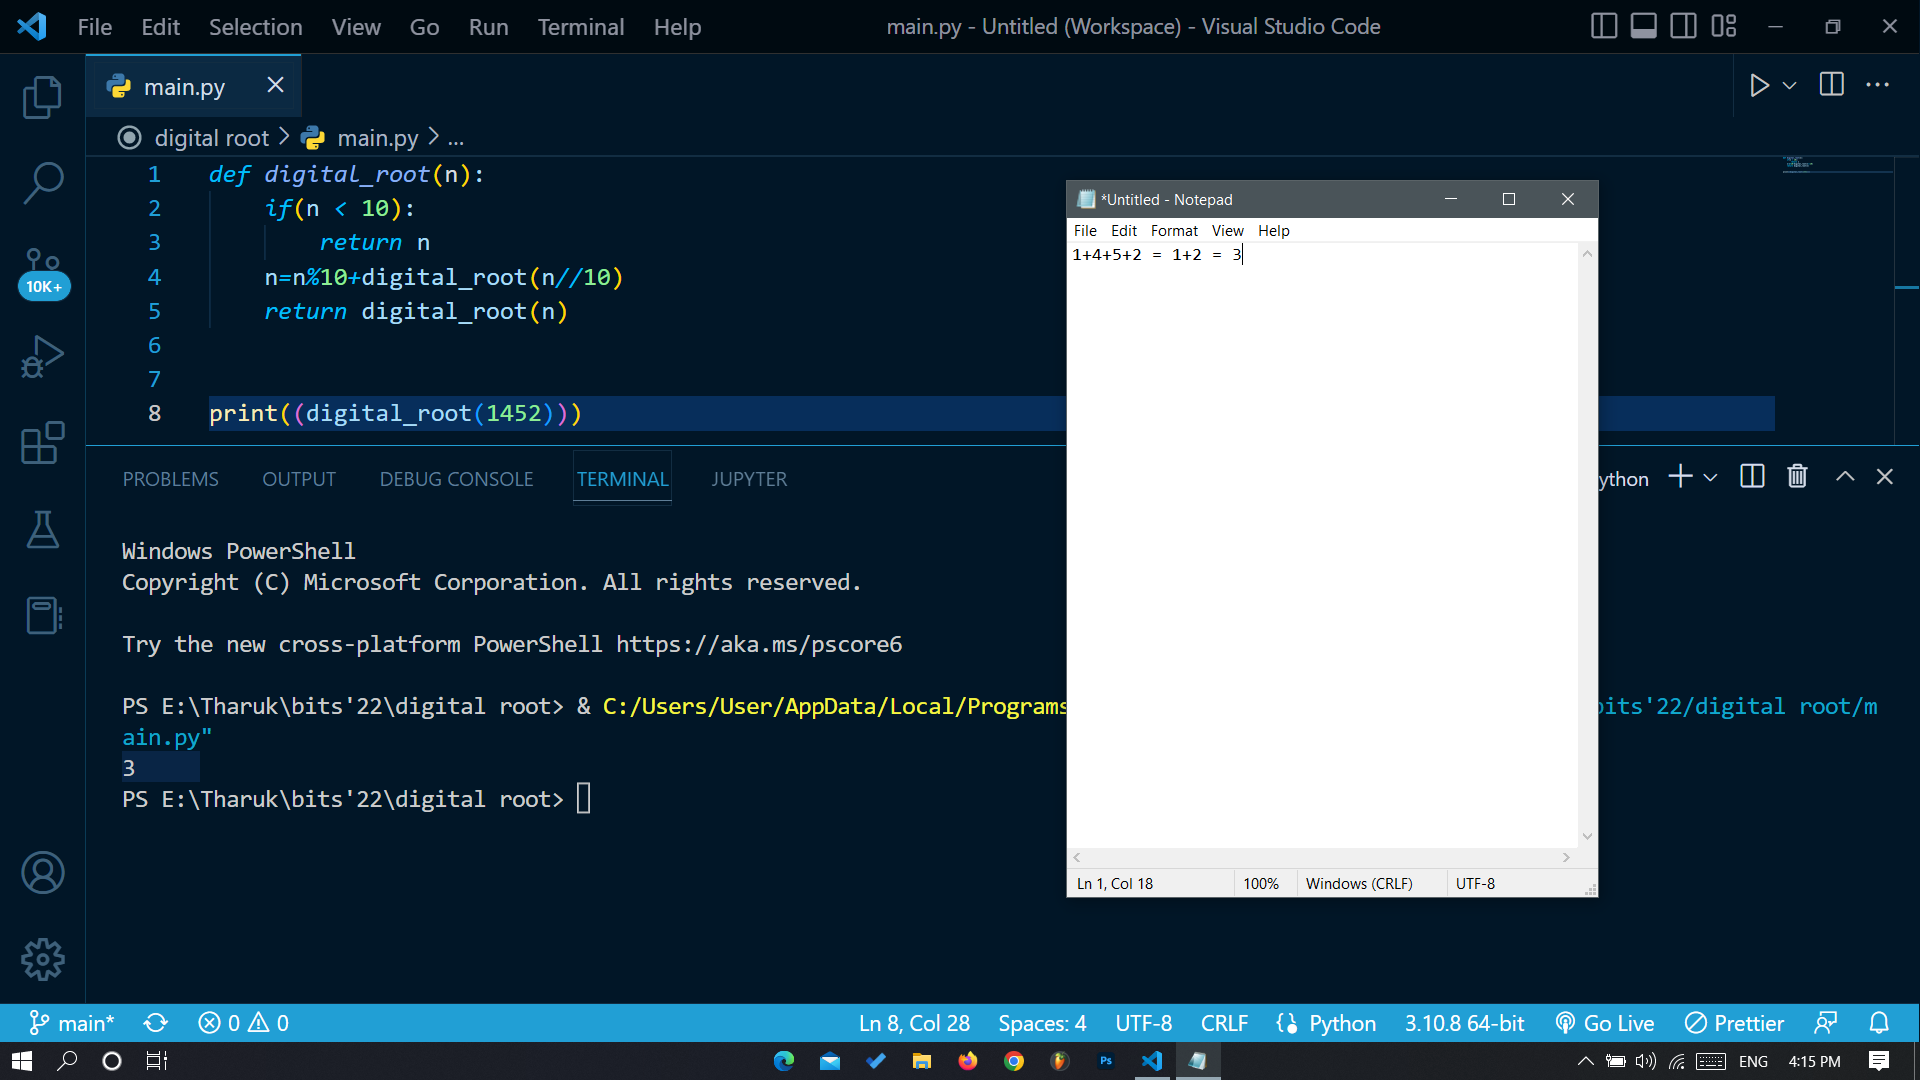 File Edit Selection View Go Run Terminal Help
main.py - Untitled (Workspace) - Visual Studio Code
main.py
digital root > main.py > ...
1 def digital_root(n):
2 if(n < 10):
3 return n
4 n=n%10+digital_root(n//10)
5 return digital_root(n)
6
7
8 print((digital_root(1452)))
10K+
*Untitled - Notepad
File Edit Format View Help
1+4+5+2 = 1+2 = 3
Ln 1, Col 18 100% Windows (CRLF) UTF-8
PROBLEMS OUTPUT DEBUG CONSOLE TERMINAL JUPYTER
ython
Windows PowerShell
Copyright (C) Microsoft Corporation. All rights reserved.
Try the new cross-platform PowerShell https://aka.ms/pscore6
PS E:\Tharuk\bits'22\digital root> & C:/Users/User/AppData/Local/Programs bits'22/digital root/m
ain.py"
3
PS E:\Tharuk\bits'22\digital root>
main* 0 0 Ln 8, Col 28 Spaces: 4 UTF-8 CRLF Python 3.10.8 64-bit Go Live Prettier
Ps ENG 4:15 PM